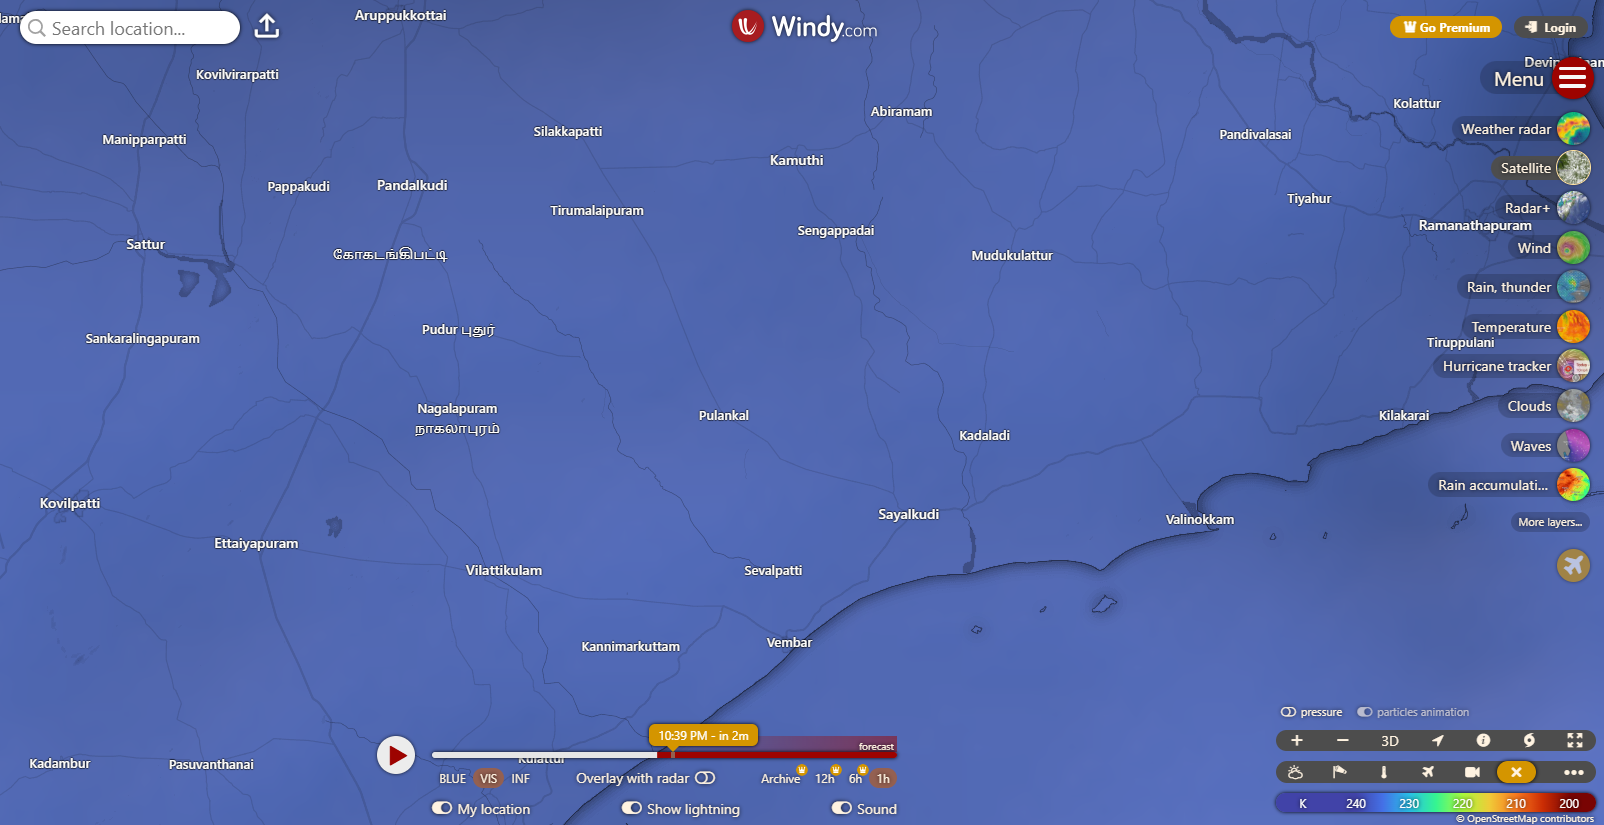 Search location...
Aruppukkottai
Windy.com
Go Premium
Login
Kovilvirarpatti
Menu
Abiramam
Kolattur
Silakkapatti
Weather radar
Pandivalasai
Manipparpatti
Kamuthi
Satellite
Pappakudi
Pandalkudi
Tiyahur
Radar+
Tirumalaipuram
Ramanathapuram
Sengappadai
Sattur
Wind
கோகடங்கிபட்டி
Mudukulattur
Rain, thunder
Pudur புதூர்
Temperature
Sankaralingapuram
Tiruppulani
Hurricane tracker
Nagalapuram
நாகலாபுரம்
Clouds
Pulankal
Kilakarai
Kadaladi
Waves
Rain accumulati...
Kovilpatti
Sayalkudi
Valinokkam
More layers...
Ettaiyapuram
Vilattikulam
Sevalpatti
Vembar
Kannimarkuttam
pressure
particles animation
10:39 PM - in 2m
forecast
3D
Kadambur
Pasuvanthanai
BLUE VIS INF
Overlay with radar
Archive 12h 6h 1h
My location
Show lightning
Sound
K 240 230 220 210 200
© OpenStreetMap contributors